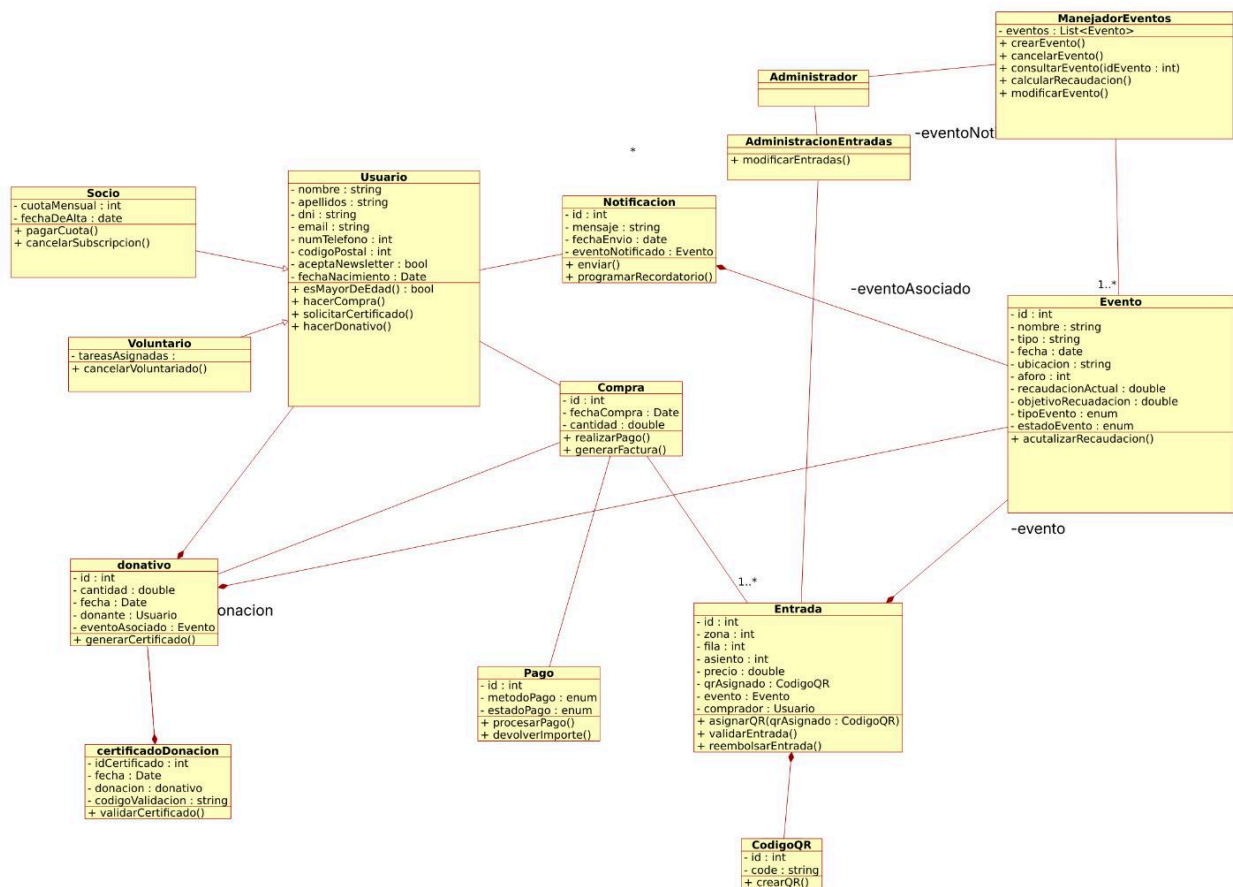 ManejadorEventos
- eventos : List<Evento>
+ crearEvento()
+ cancelarEvento()
+ consultarEvento(idEvento : int)
+ calcularRecaudacion()
+ modificarEvento()
Administrador
-eventoNot
AdministracionEntradas
+ modificarEntradas()
*
Usuario
- nombre : string
- apellidos : string
- dni : string
- email : string
- numTelefono : int
- codigoPostal : int
- aceptaNewsletter : bool
- fechaNacimiento : Date
+ esMayorDeEdad() : bool
+ hacerCompra()
+ solicitarCertificado()
+ hacerDonativo()
Socio
- cuotaMensual : int
- fechaDeAlta : date
+ pagarCuota()
+ cancelarSubscripcion()
Notificacion
- id : int
- mensaje : string
- fechaEnvio : date
- eventoNotificado : Evento
+ enviar()
+ programarRecordatorio()
-eventoAsociado
1..*
Evento
- id : int
- nombre : string
- tipo : string
- fecha : date
- ubicacion : string
- aforo : int
- recaudacionActual : double
- objetivoRecuadacion : double
- tipoEvento : enum
- estadoEvento : enum
+ acutalizarRecaudacion()
Voluntario
- tareasAsignadas :
+ cancelarVoluntariado()
Compra
- id : int
- fechaCompra : Date
- cantidad : double
+ realizarPago()
+ generarFactura()
-evento
donativo
- id : int
- cantidad : double
- fecha : Date
- donante : Usuario
- eventoAsociado : Evento
+ generarCertificado()
onacion
1..*
Entrada
- id : int
- zona : int
- fila : int
- asiento : int
- precio : double
- qrAsignado : CodigoQR
- evento : Evento
- comprador : Usuario
+ asignarQR(qrAsignado : CodigoQR)
+ validarEntrada()
+ reembolsarEntrada()
Pago
- id : int
- metodoPago : enum
- estadoPago : enum
+ procesarPago()
+ devolverImporte()
certificadoDonacion
- idCertificado : int
- fecha : Date
- donacion : donativo
- codigoValidacion : string
+ validarCertificado()
CodigoQR
- id : int
- code : string
+ crearQR()